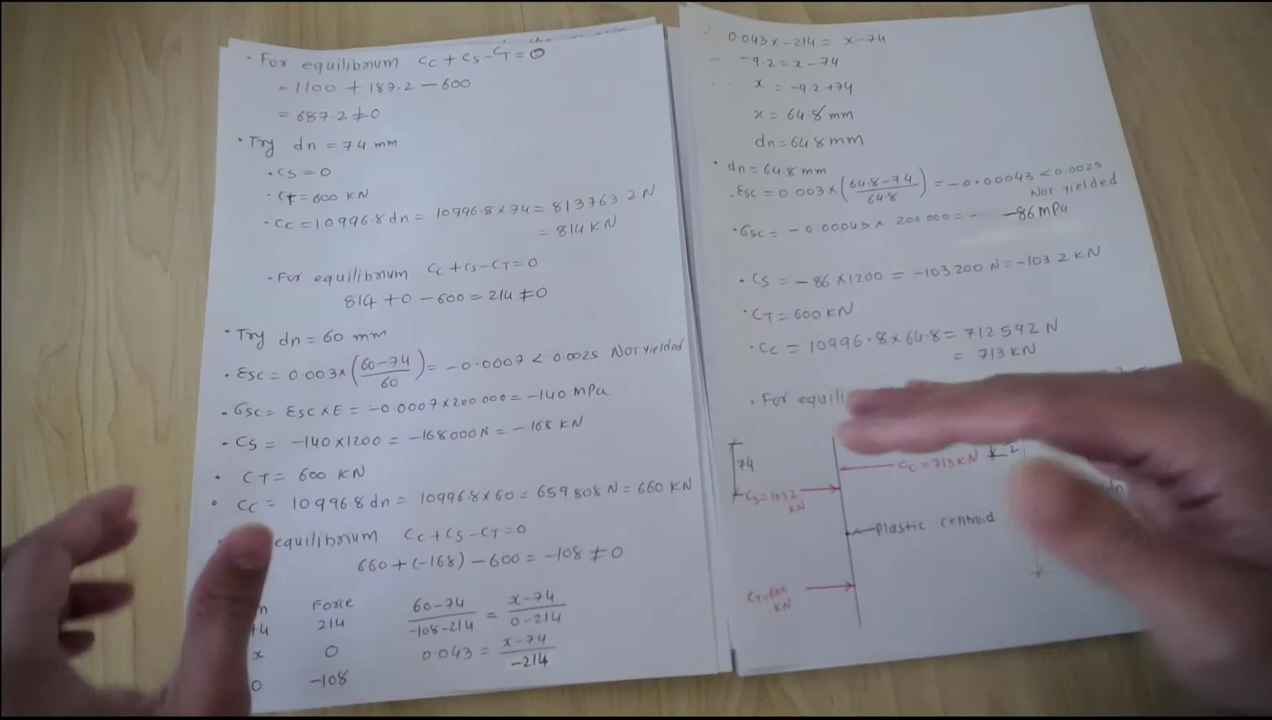 • For equilibrium Cc + Cs - CT = 0
= 1100 + 187.2 - 600
= 687.2 ≠ 0
• Try dn = 74 mm
• Cs = 0
• CT = 600 KN
• Cc = 10996.8 dn = 10996.8 x 74 = 813763 2 N
= 814 KN
• For equilibrium Cc + Cs - CT = 0
814 + 0 - 600 = 214 ≠ 0
• Try dn = 60 mm
• Esc = 0.003 x (60-74/60) = -0.0007 < 0.0025 Not yielded
- σsc = Esc x E = -0.0007 x 200 000 = -140 MPa
- Cs = -140 x 1200 = -168000 N = -168 KN
• CT = 600 KN
• Cc = 10996 8 dn = 10996.8 x 60 = 659 808 N = 660 KN
equilibrium Cc + Cs - CT = 0
660 + (-168) - 600 = -108 ≠ 0
Force
214
x 0
-108
60-74/-108-214 = x-74/0-214
0.043 = x-74/-214
0.043 x -214 = x-74
-9.2 = x-74
x = -9.2+74
x = 64.8 mm
dn = 64.8 mm
• dn = 64.8 mm
. Esc = 0.003 x (64.8-74/64.8) = -0.00043 < 0.0025
Not yielded
• σsc = -0.00043 x 200 000 = - -86 MPa
• Cs = -86 x 1200 = -103 200 N = -103 2 KN
• CT = 600 KN
• Cc = 10996.8 x 64.8 = 712 592 N
= 713 KN
• For
74
Cc = 713 KN
Cs = 103 2
KN
Plastic centroid
CT = 600
KN